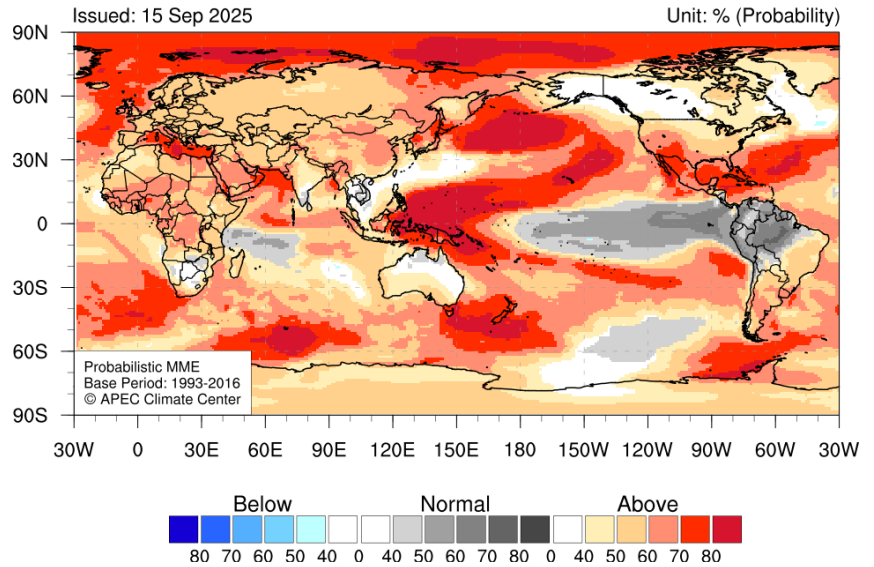 Issued: 15 Sep 2025 Unit: % (Probability)
90N
60N
30N
0
30S
60S
90S
Probabilistic MME
Base Period: 1993-2016
© APEC Climate Center
30W 0 30E 60E 90E 120E 150E 180 150W 120W 90W 60W 30W
Below Normal Above
80 70 60 50 40 0 40 50 60 70 80 0 40 50 60 70 80